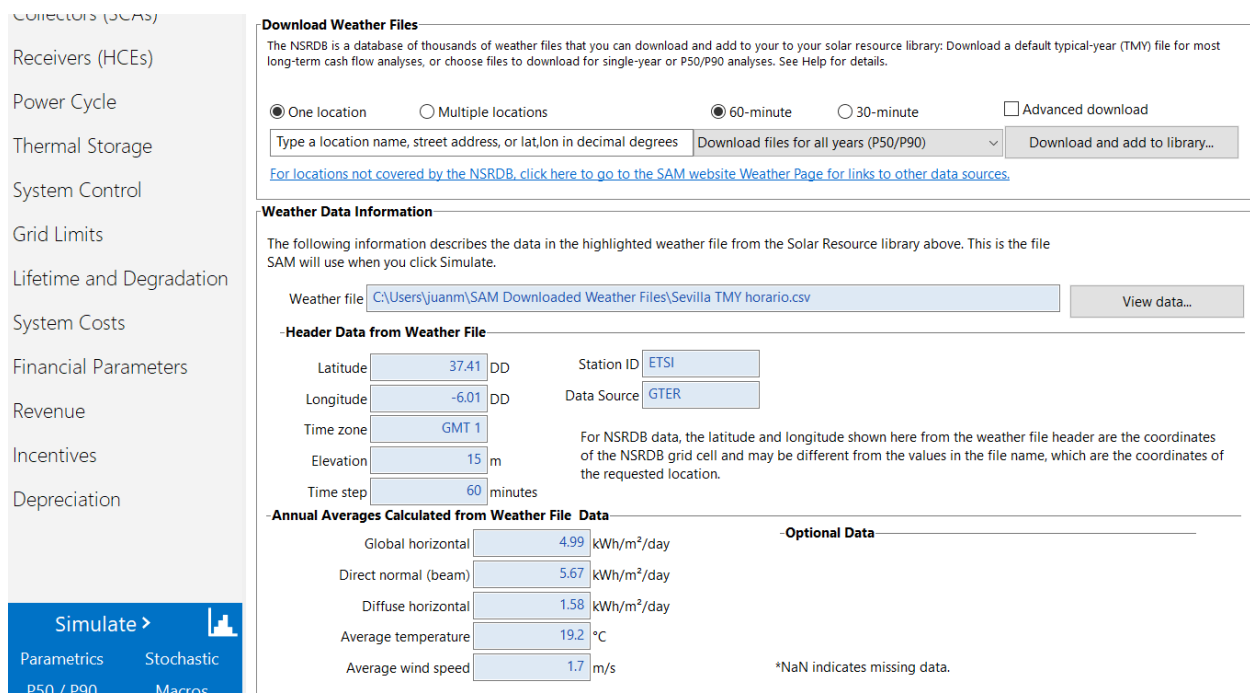 Collectors (SCAs)
Receivers (HCEs)
Power Cycle
Thermal Storage
System Control
Grid Limits
Lifetime and Degradation
System Costs
Financial Parameters
Revenue
Incentives
Depreciation
Simulate >
Parametrics Stochastic
P50 / P90 Macros
Download Weather Files
The NSRDB is a database of thousands of weather files that you can download and add to your to your solar resource library: Download a default typical-year (TMY) file for most
long-term cash flow analyses, or choose files to download for single-year or P50/P90 analyses. See Help for details.
One location Multiple locations 60-minute 30-minute Advanced download
Type a location name, street address, or lat,lon in decimal degrees Download files for all years (P50/P90) Download and add to library...
For locations not covered by the NSRDB, click here to go to the SAM website Weather Page for links to other data sources.
Weather Data Information
The following information describes the data in the highlighted weather file from the Solar Resource library above. This is the file
SAM will use when you click Simulate.
Weather file C:\Users\juanm\SAM Downloaded Weather Files\Sevilla TMY horario.csv View data...
Header Data from Weather File
Latitude 37.41 DD Station ID ETSI
Longitude -6.01 DD Data Source GTER
Time zone GMT 1
Elevation 15 m
Time step 60 minutes
For NSRDB data, the latitude and longitude shown here from the weather file header are the coordinates
of the NSRDB grid cell and may be different from the values in the file name, which are the coordinates of
the requested location.
Annual Averages Calculated from Weather File Data
Global horizontal 4.99 kWh/m²/day
Direct normal (beam) 5.67 kWh/m²/day
Diffuse horizontal 1.58 kWh/m²/day
Average temperature 19.2 °C
Average wind speed 1.7 m/s
Optional Data
*NaN indicates missing data.